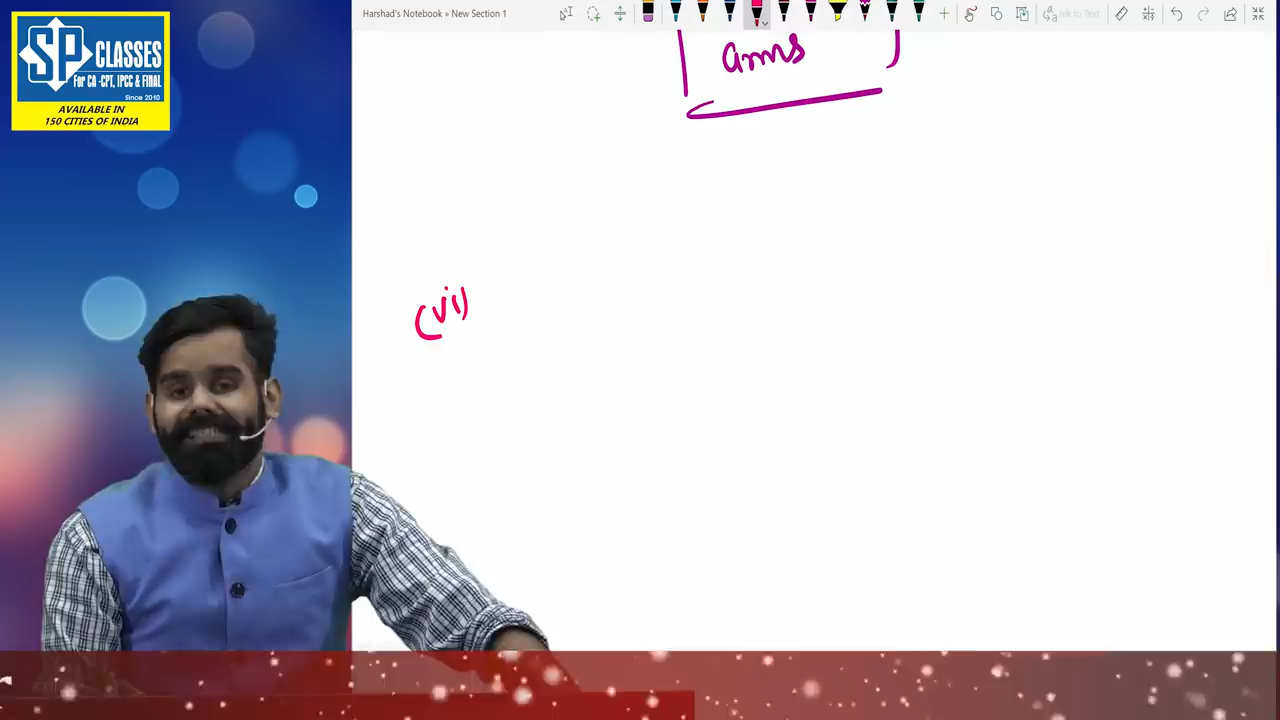 SP CLASSES
For CA -CPT, IPCC & FINAL
Since 2010
AVAILABLE IN
150 CITIES OF INDIA
Harshad's Notebook » New Section 1
Ink to Text
arms
(vi)